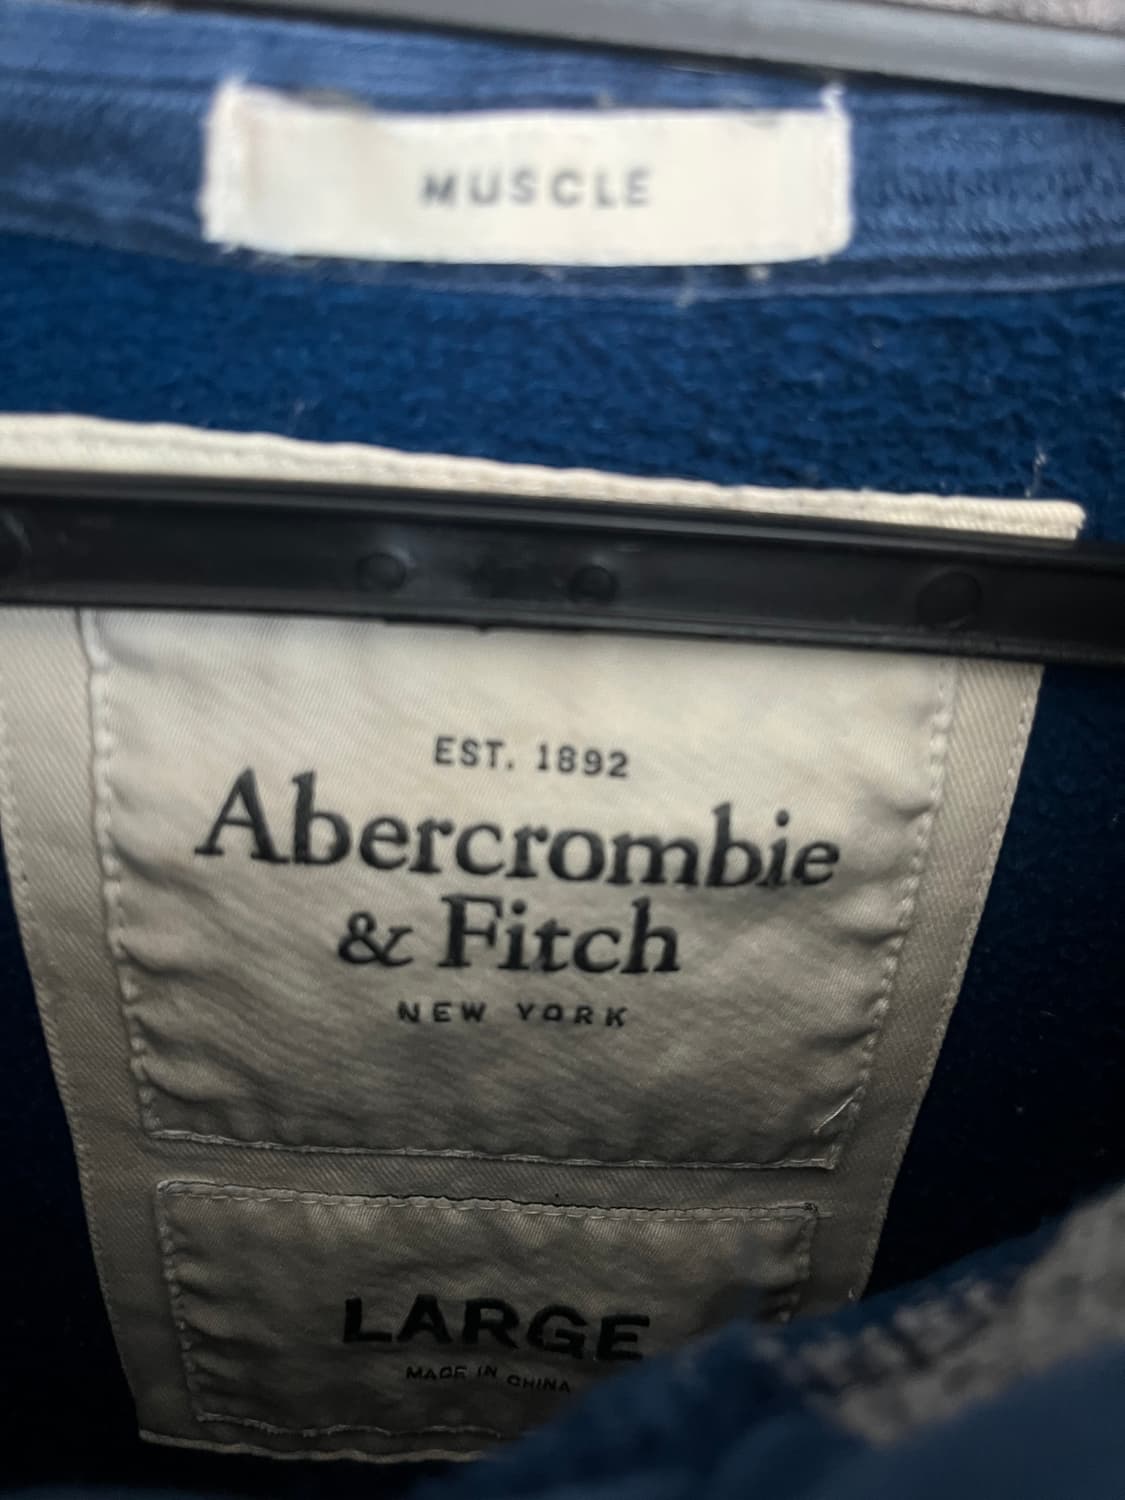 MUSCLE
EST. 1892
Abercrombie
& Fitch
NEW YORK
LARGE
MADE IN CHINA